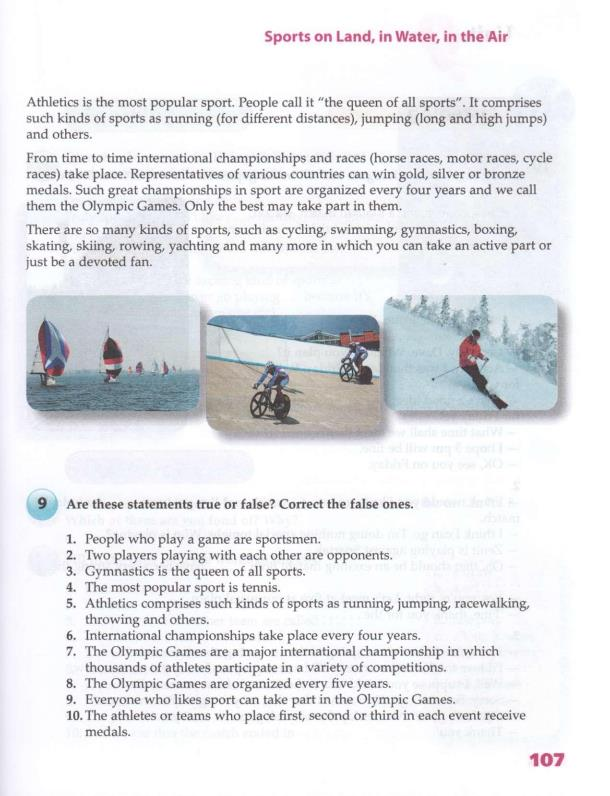 Sports on Land, in Water, in the Air
Athletics is the most popular sport. People call it “the queen of all sports”. It comprises
such kinds of sports as running (for different distances), jumping (long and high jumps)
and others.
From time to time international championships and races (horse races, motor races, cycle
races) take place. Representatives of various countries can win gold, silver or bronze
medals. Such great championships in sport are organized every four years and we call
them the Olympic Games. Only the best may take part in them.
There are so many kinds of sports, such as cycling, swimming, gymnastics, boxing,
skating, skiing, rowing, yachting and many more in which you can take an active part or
just be a devoted fan.
9 Are these statements true or false? Correct the false ones.
1. People who play a game are sportsmen.
2. Two players playing with each other are opponents.
3. Gymnastics is the queen of all sports.
4. The most popular sport is tennis.
5. Athletics comprises such kinds of sports as running, jumping, racewalking,
throwing and others.
6. International championships take place every four years.
7. The Olympic Games are a major international championship in which
thousands of athletes participate in a variety of competitions.
8. The Olympic Games are organized every five years.
9. Everyone who likes sport can take part in the Olympic Games.
10. The athletes or teams who place first, second or third in each event receive
medals.
107